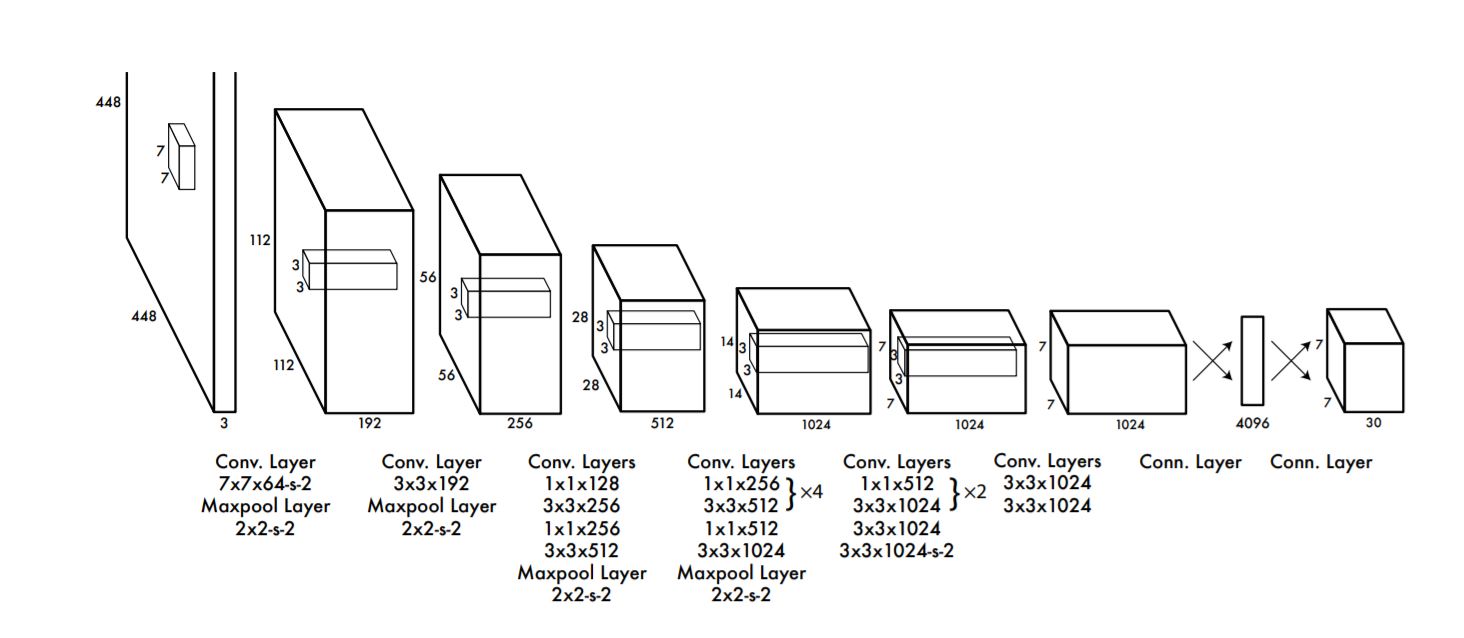 448
7
7
448
3
112
3
3
112
192
56
3
3
56
256
28
3
3
28
512
14
3
3
14
1024
7
3
3
7
1024
7
7
1024
4096
7
7
30
Conv. Layer
7x7x64-s-2
Maxpool Layer
2x2-s-2
Conv. Layer
3x3x192
Maxpool Layer
2x2-s-2
Conv. Layers
1x1x128
3x3x256
1x1x256
3x3x512
Maxpool Layer
2x2-s-2
Conv. Layers
1x1x256
3x3x512
} ×4
1x1x512
3x3x1024
Maxpool Layer
2x2-s-2
Conv. Layers
1x1x512
3x3x1024
} ×2
3x3x1024
3x3x1024-s-2
Conv. Layers
3x3x1024
3x3x1024
Conn. Layer
Conn. Layer